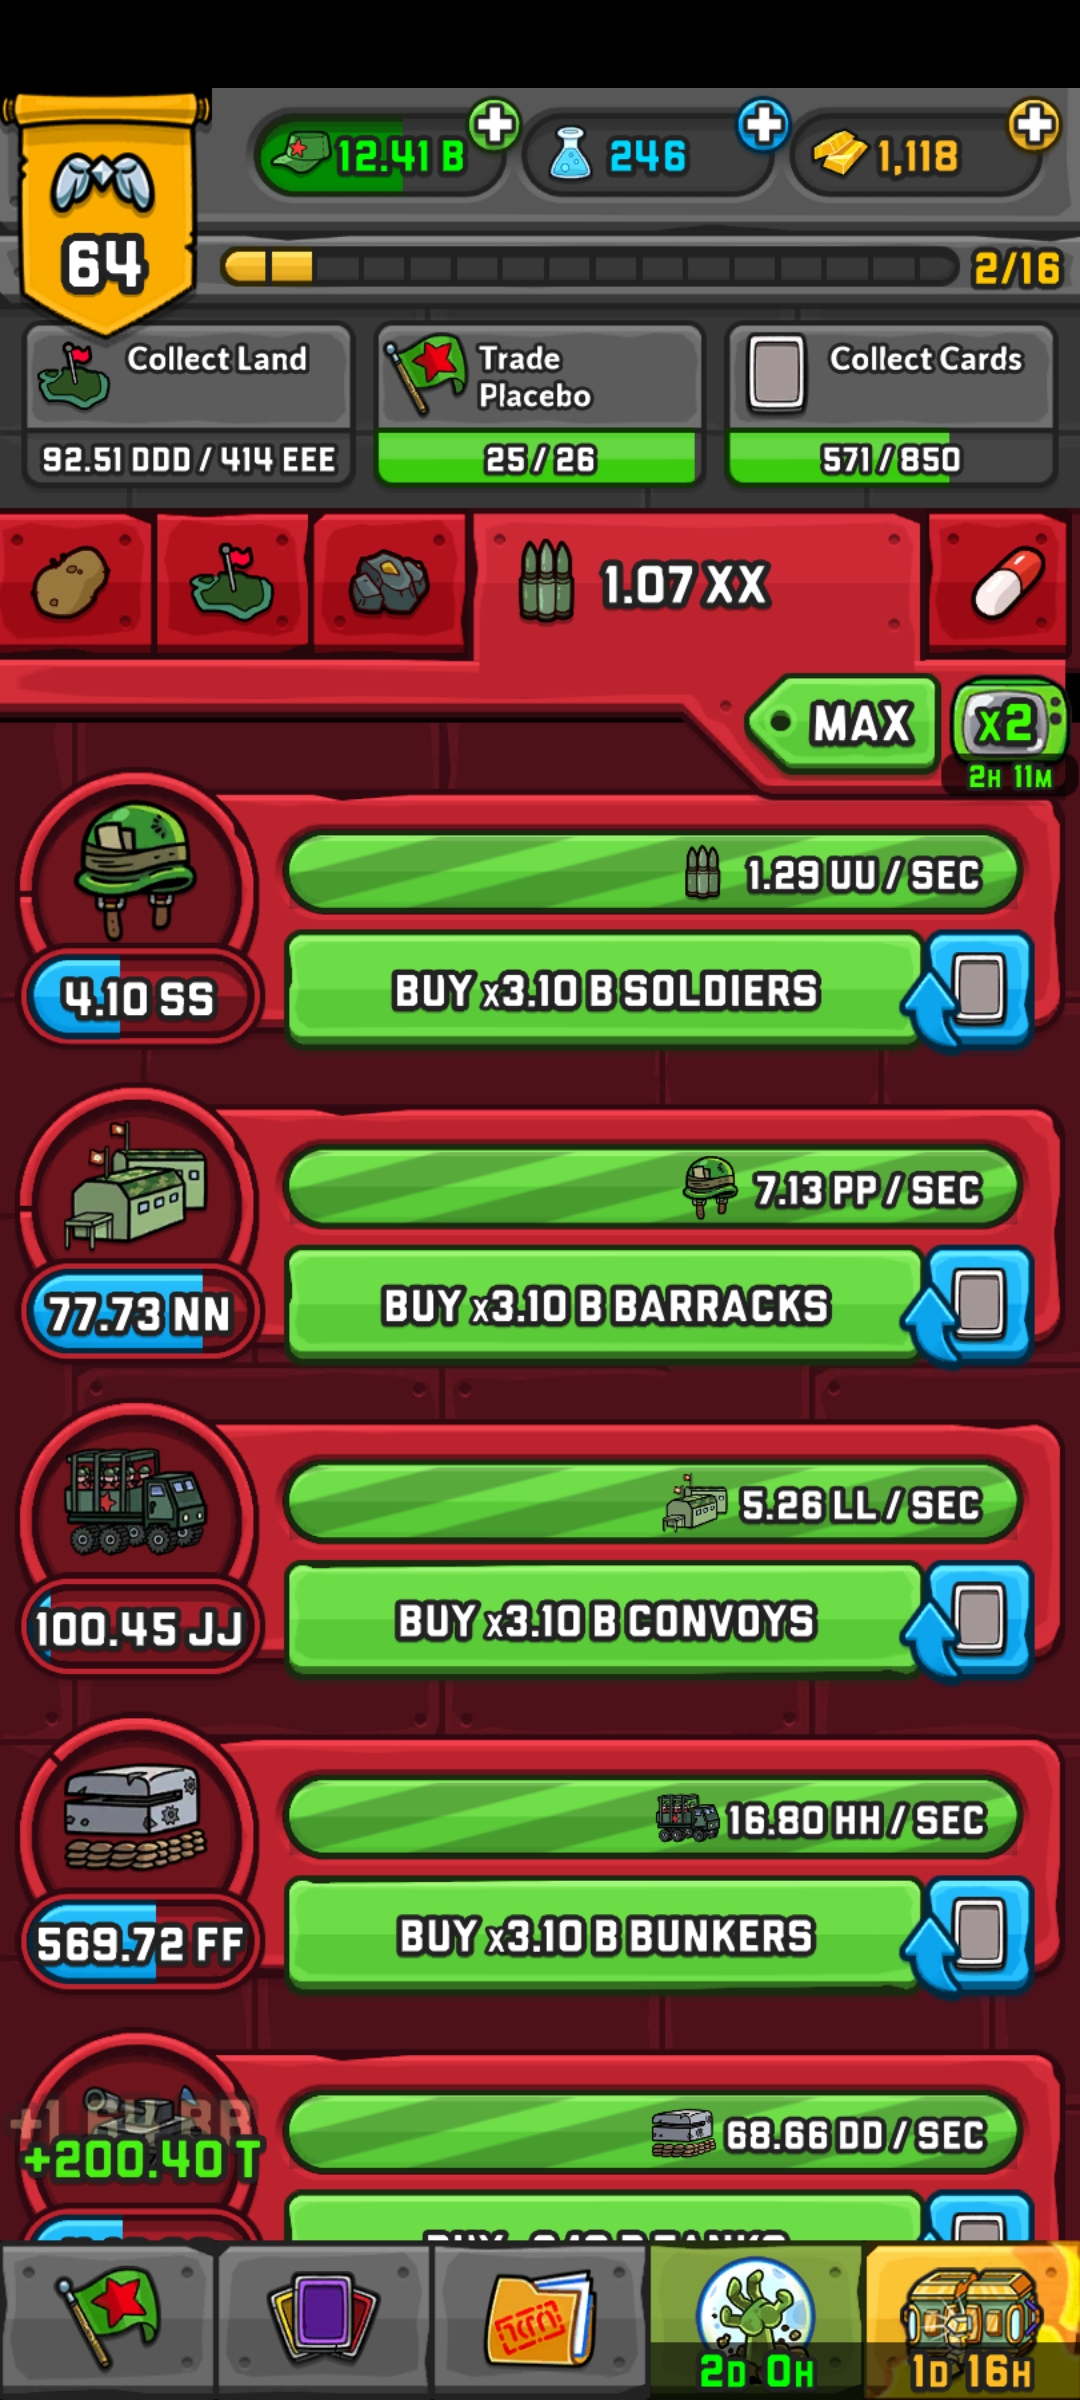 12.41 B
246
1,118
64
2/16
Collect Land
92.51 DDD / 414 EEE
Trade
Placebo
25 / 26
Collect Cards
571 / 850
1.07 XX
MAX
x2
2H 11M
1.29 UU / SEC
4.10 SS
BUY x3.10 B SOLDIERS
7.13 PP / SEC
77.73 NN
BUY x3.10 B BARRACKS
5.26 LL / SEC
100.45 JJ
BUY x3.10 B CONVOYS
16.80 HH / SEC
569.72 FF
BUY x3.10 B BUNKERS
68.66 DD / SEC
+200.40 T
2D 0H
1D 16H